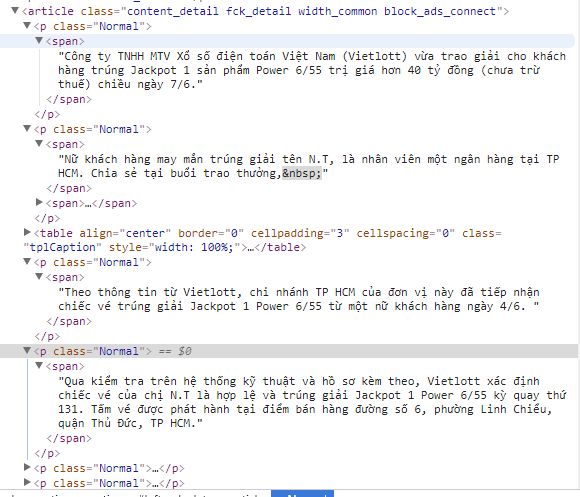 ▼<article class="content_detail fck_detail width_common block_ads_connect">
▼<p class="Normal">
▼<span>
"Công ty TNHH MTV Xổ số điện toán Việt Nam (Vietlott) vừa trao giải cho khách
hàng trúng Jackpot 1 sản phẩm Power 6/55 trị giá hơn 40 tỷ đồng (chưa trừ
thuế) chiều ngày 7/6."
</span>
</p>
▼<p class="Normal">
▼<span>
"Nữ khách hàng may mắn trúng giải tên N.T, là nhân viên một ngân hàng tại TP
HCM. Chia sẻ tại buổi trao thưởng,&nbsp;"
</span>
▶<span>…</span>
</p>
▶<table align="center" border="0" cellpadding="3" cellspacing="0" class=
"tplCaption" style="width: 100%;">…</table>
▼<p class="Normal">
▼<span>
"Theo thông tin từ Vietlott, chi nhánh TP HCM của đơn vị này đã tiếp nhận
chiếc vé trúng giải Jackpot 1 Power 6/55 từ một nữ khách hàng ngày 4/6. "
</span>
</p>
▼<p class="Normal"> == $0
▼<span>
"Qua kiểm tra trên hệ thống kỹ thuật và hồ sơ kèm theo, Vietlott xác định
chiếc vé của chị N.T là hợp lệ và trúng giải Jackpot 1 Power 6/55 kỳ quay thứ
131. Tấm vé được phát hành tại điểm bán hàng đường số 6, phường Linh Chiểu,
quận Thủ Đức, TP HCM."
</span>
</p>
▶<p class="Normal">…</p>
▶<p class="Normal">…</p>